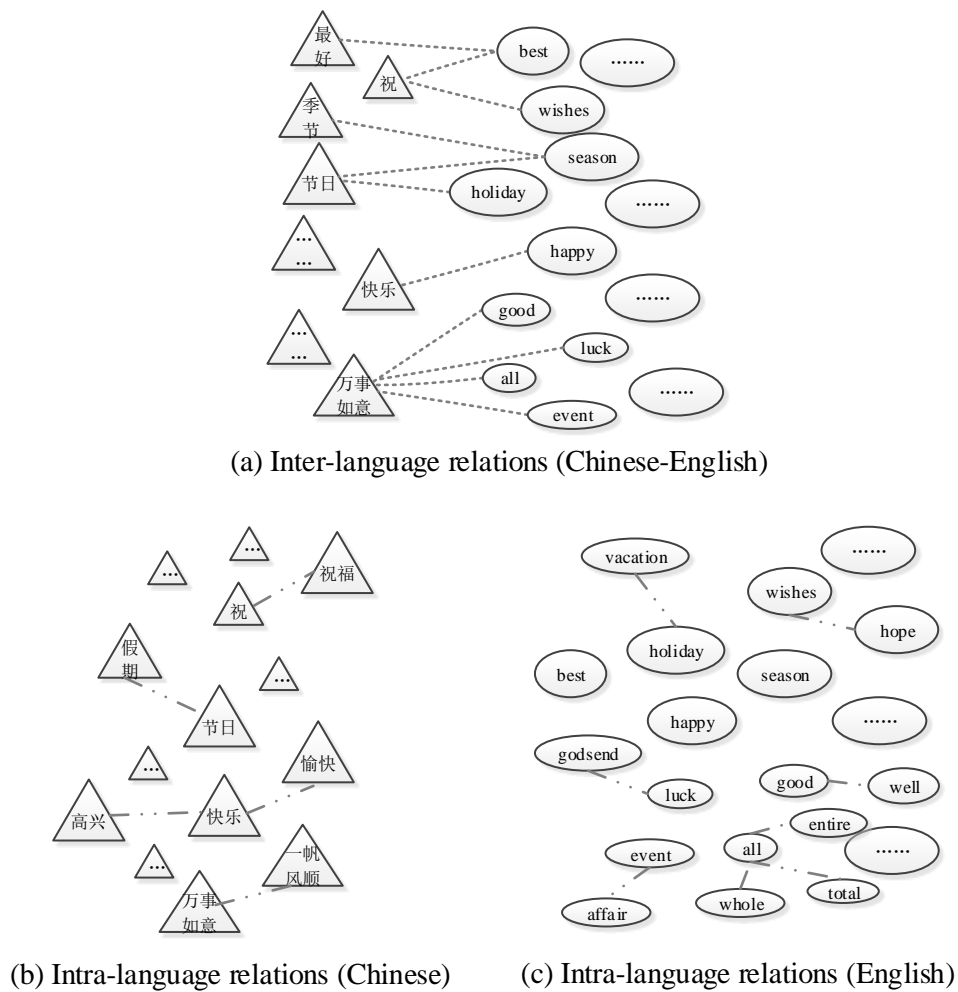 最
好
best
……
祝
wishes
季
节
season
节日
holiday
……
…
…
happy
快乐
……
good
…
…
luck
all
万事
如意
……
event
(a) Inter-language relations (Chinese-English)
…
…
祝福
祝
假
期
…
节日
愉快
…
高兴
快乐
一帆
风顺
…
万事
如意
(b) Intra-language relations (Chinese)
……
vacation
wishes
hope
holiday
best
season
happy
……
godsend
good
well
luck
entire
event
all
……
whole
total
affair
(c) Intra-language relations (English)